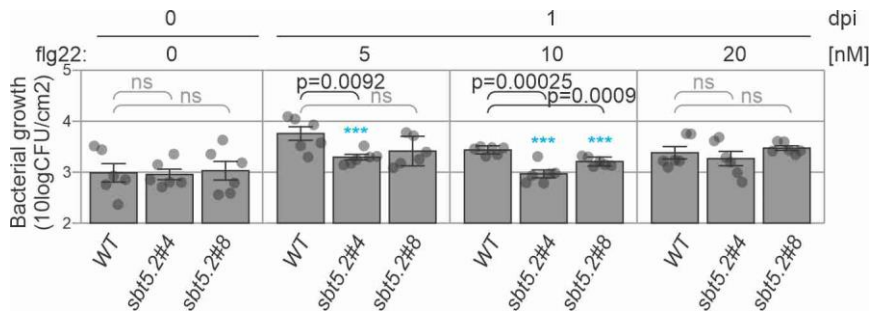 0 1 dpi
flg22: 0 5 10 20 [nM]
Bacterial growth
(10logCFU/cm2)
5
4
3
2
ns
ns
p=0.0092
ns
***
p=0.00025
p=0.0009
***
***
ns
ns
WT sbt5.2#4 sbt5.2#8 WT sbt5.2#4 sbt5.2#8 WT sbt5.2#4 sbt5.2#8 WT sbt5.2#4 sbt5.2#8